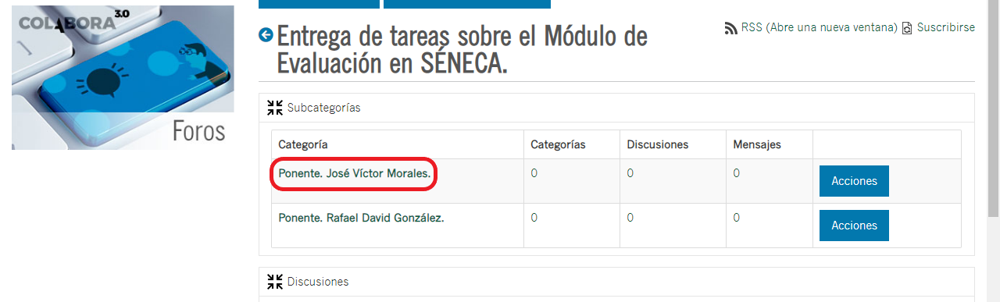 COLABORA 3.0
Foros
Entrega de tareas sobre el Módulo de
Evaluación en SÉNECA.
RSS (Abre una nueva ventana) Suscribirse
Subcategorías
Categoría Categorías Discusiones Mensajes
Ponente. José Víctor Morales. 0 0 0 Acciones
Ponente. Rafael David González. 0 0 0 Acciones
Discusiones